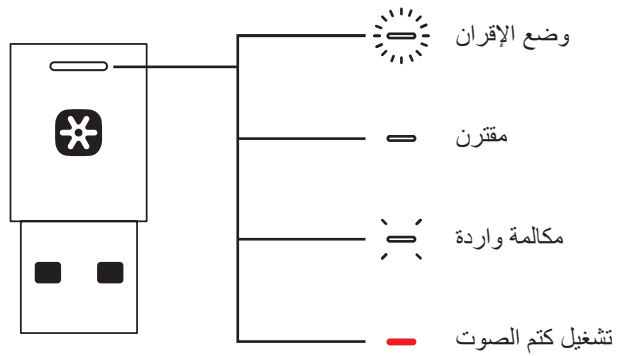 وضع الإقران
مقترن
مكالمة واردة
تشغيل كتم الصوت